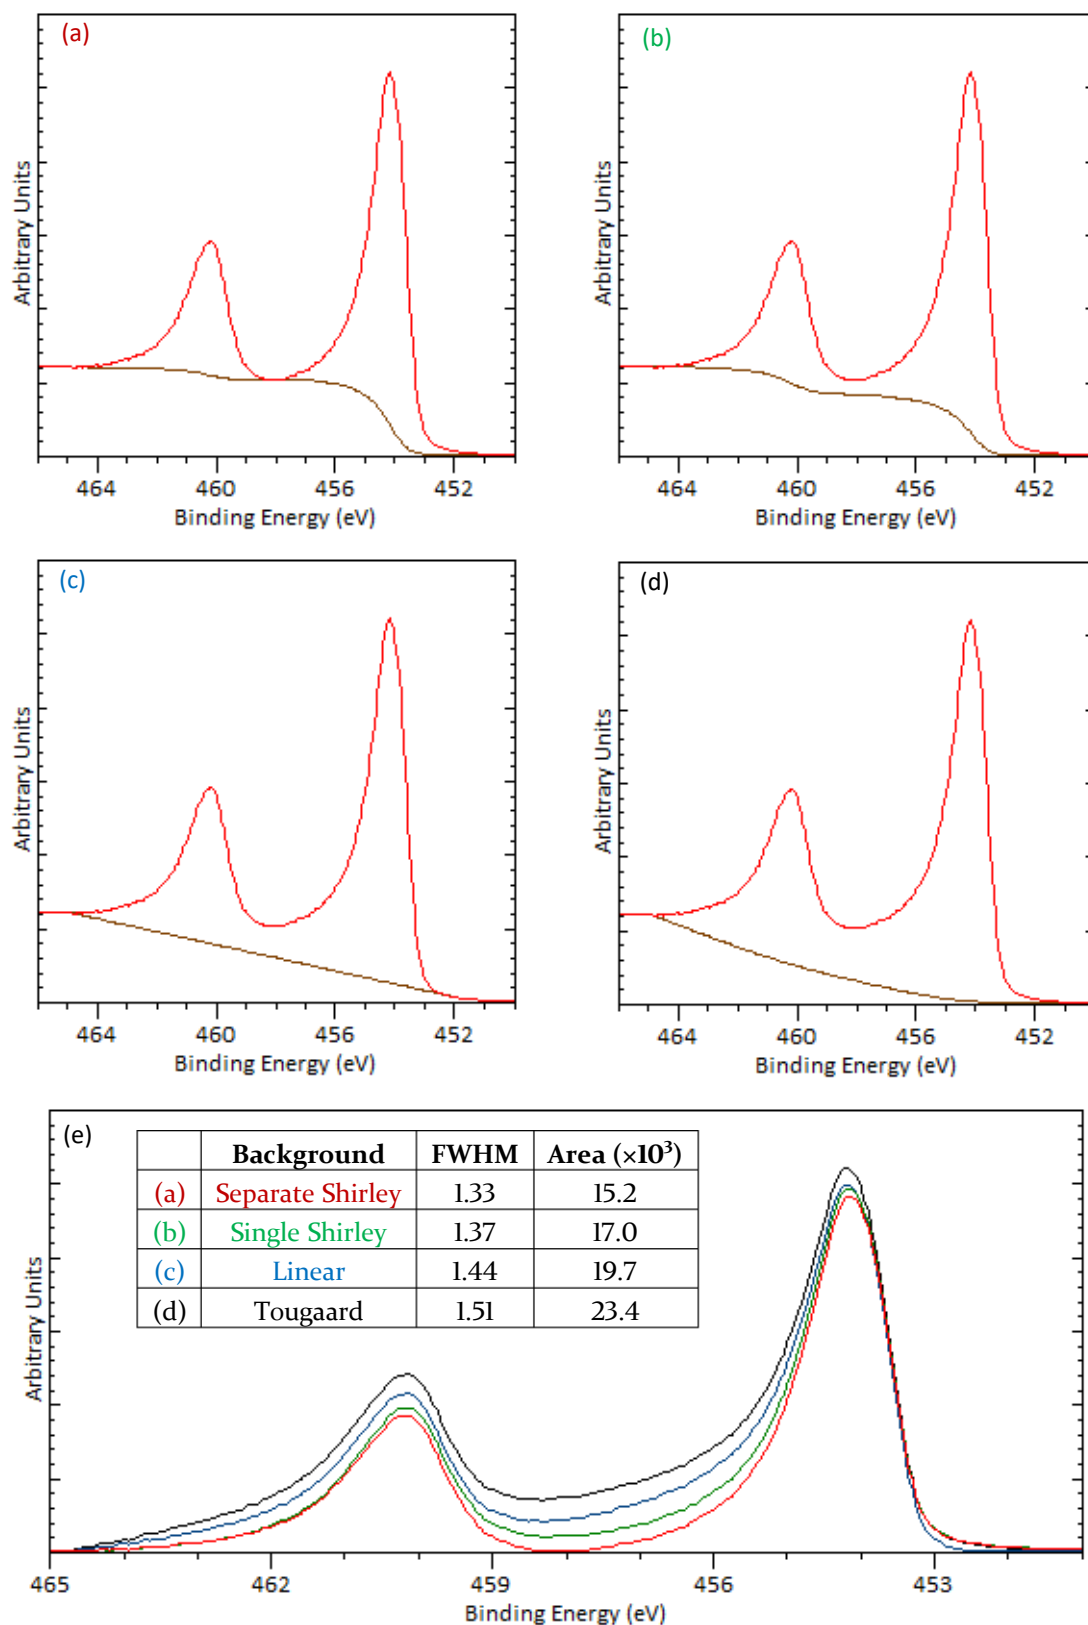 (a)
Arbitrary Units
464 460 456 452
Binding Energy (eV)
(b)
Arbitrary Units
464 460 456 452
Binding Energy (eV)
(c)
Arbitrary Units
464 460 456 452
Binding Energy (eV)
(d)
Arbitrary Units
464 460 456 452
Binding Energy (eV)
(e)
Background FWHM Area (×10³)
(a) Separate Shirley 1.33 15.2
(b) Single Shirley 1.37 17.0
(c) Linear 1.44 19.7
(d) Tougaard 1.51 23.4
Arbitrary Units
465 462 459 456 453
Binding Energy (eV)